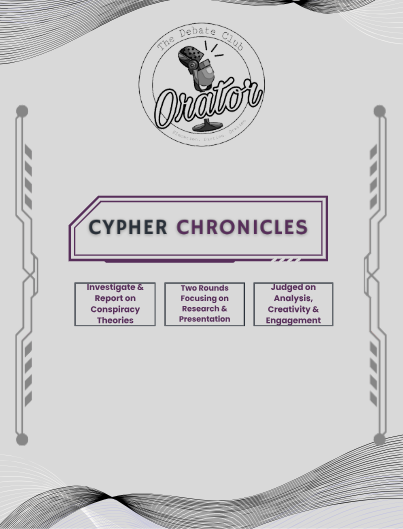 The Debate Club
Orator
CYPHER CHRONICLES
Investigate &
Report on
Conspiracy
Theories
Two Rounds
Focusing on
Research &
Presentation
Judged on
Analysis,
Creativity &
Engagement